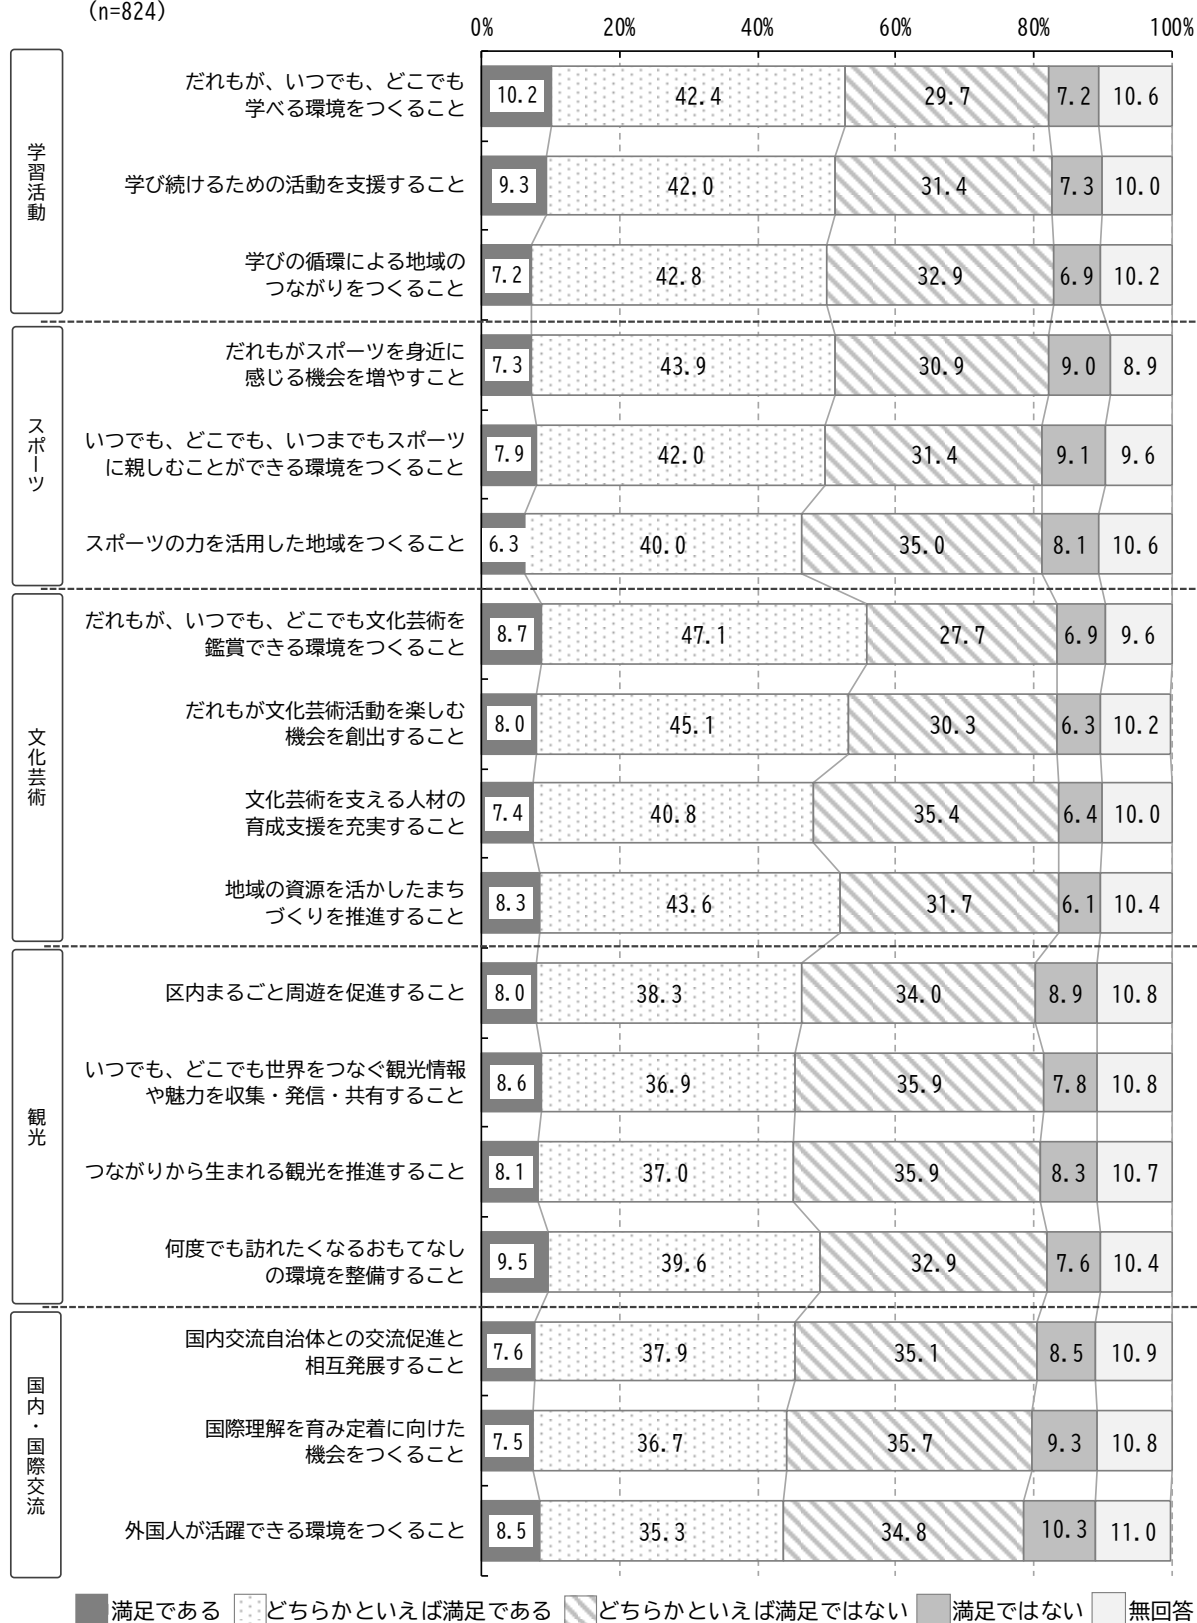 (n=824)
0% 20% 40% 60% 80% 100%
学習活動
だれもが、いつでも、どこでも
学べる環境をつくること
10.2 42.4 29.7 7.2 10.6
学び続けるための活動を支援すること
9.3 42.0 31.4 7.3 10.0
学びの循環による地域の
つながりをつくること
7.2 42.8 32.9 6.9 10.2
スポーツ
だれもがスポーツを身近に
感じる機会を増やすこと
7.3 43.9 30.9 9.0 8.9
いつでも、どこでも、いつまでもスポーツ
に親しむことができる環境をつくること
7.9 42.0 31.4 9.1 9.6
スポーツの力を活用した地域をつくること
6.3 40.0 35.0 8.1 10.6
文化芸術
だれもが、いつでも、どこでも文化芸術を
鑑賞できる環境をつくること
8.7 47.1 27.7 6.9 9.6
だれもが文化芸術活動を楽しむ
機会を創出すること
8.0 45.1 30.3 6.3 10.2
文化芸術を支える人材の
育成支援を充実すること
7.4 40.8 35.4 6.4 10.0
地域の資源を活かしたまち
づくりを推進すること
8.3 43.6 31.7 6.1 10.4
観光
区内まるごと周遊を促進すること
8.0 38.3 34.0 8.9 10.8
いつでも、どこでも世界をつなぐ観光情報
や魅力を収集・発信・共有すること
8.6 36.9 35.9 7.8 10.8
つながりから生まれる観光を推進すること
8.1 37.0 35.9 8.3 10.7
何度でも訪れたくなるおもてなし
の環境を整備すること
9.5 39.6 32.9 7.6 10.4
国内・国際交流
国内交流自治体との交流促進と
相互発展すること
7.6 37.9 35.1 8.5 10.9
国際理解を育み定着に向けた
機会をつくること
7.5 36.7 35.7 9.3 10.8
外国人が活躍できる環境をつくること
8.5 35.3 34.8 10.3 11.0
満足である どちらかといえば満足である どちらかといえば満足ではない 満足ではない 無回答